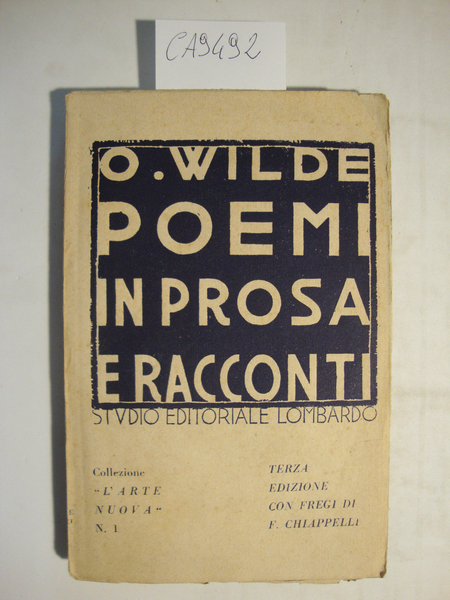 CA9492
O. WILDE
POEMI
IN PROSA
E RACCONTI
STVDIO EDITORIALE LOMBARDO
Collezione
"L'ARTE
NUOVA"
N. 1
TERZA
EDIZIONE
CON FREGI DI
F. CHIAPPELLI